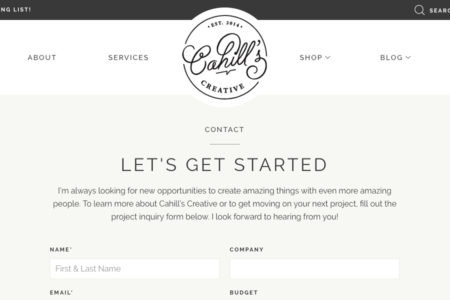 NG LIST!
SEARC
ABOUT
SERVICES
• EST. 2014 •
Cahill's
CREATIVE
SHOP
BLOG
CONTACT
LET'S GET STARTED
I'm always looking for new opportunities to create amazing things with even more amazing
people. To learn more about Cahill's Creative or to get moving on your next project, fill out the
project inquiry form below. I look forward to hearing from you!
NAME*
COMPANY
First & Last Name
EMAIL*
BUDGET